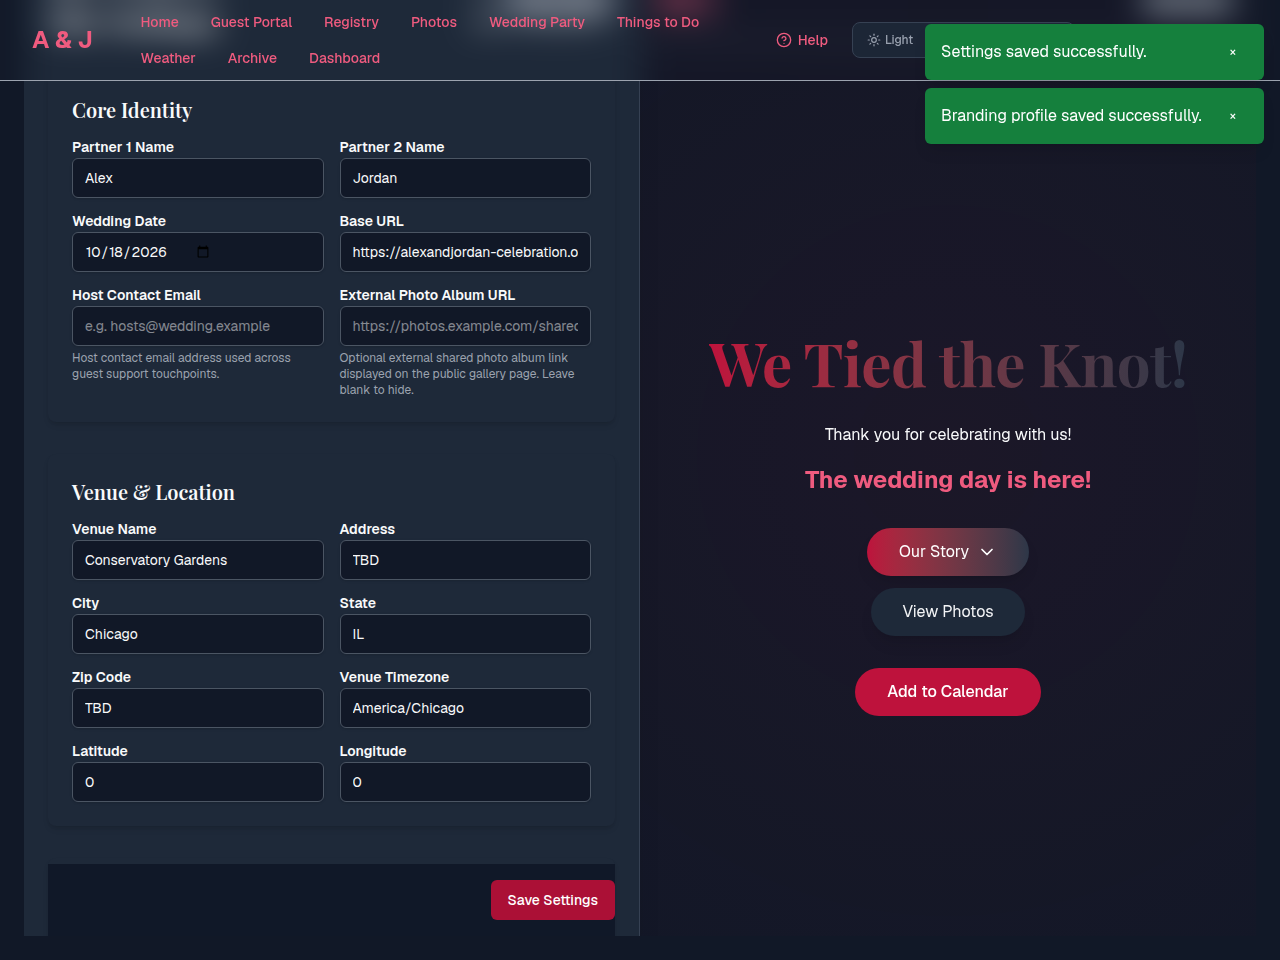 A & J
Home
Guest Portal
Registry
Photos
Wedding Party
Things to Do
Weather
Archive
Dashboard
Help
Light
Settings saved successfully.
×
Branding profile saved successfully.
×
Core Identity
Partner 1 Name
Partner 2 Name
Alex
Jordan
Wedding Date
Base URL
10/18/2026
https://alexandjordan-celebration.o
Host Contact Email
External Photo Album URL
e.g. hosts@wedding.example
https://photos.example.com/shared
Host contact email address used across
guest support touchpoints.
Optional external shared photo album link
displayed on the public gallery page. Leave
blank to hide.
Venue & Location
Venue Name
Address
Conservatory Gardens
TBD
City
State
Chicago
IL
Zip Code
Venue Timezone
TBD
America/Chicago
Latitude
Longitude
0
0
Save Settings
We Tied the Knot!
Thank you for celebrating with us!
The wedding day is here!
Our Story
View Photos
Add to Calendar